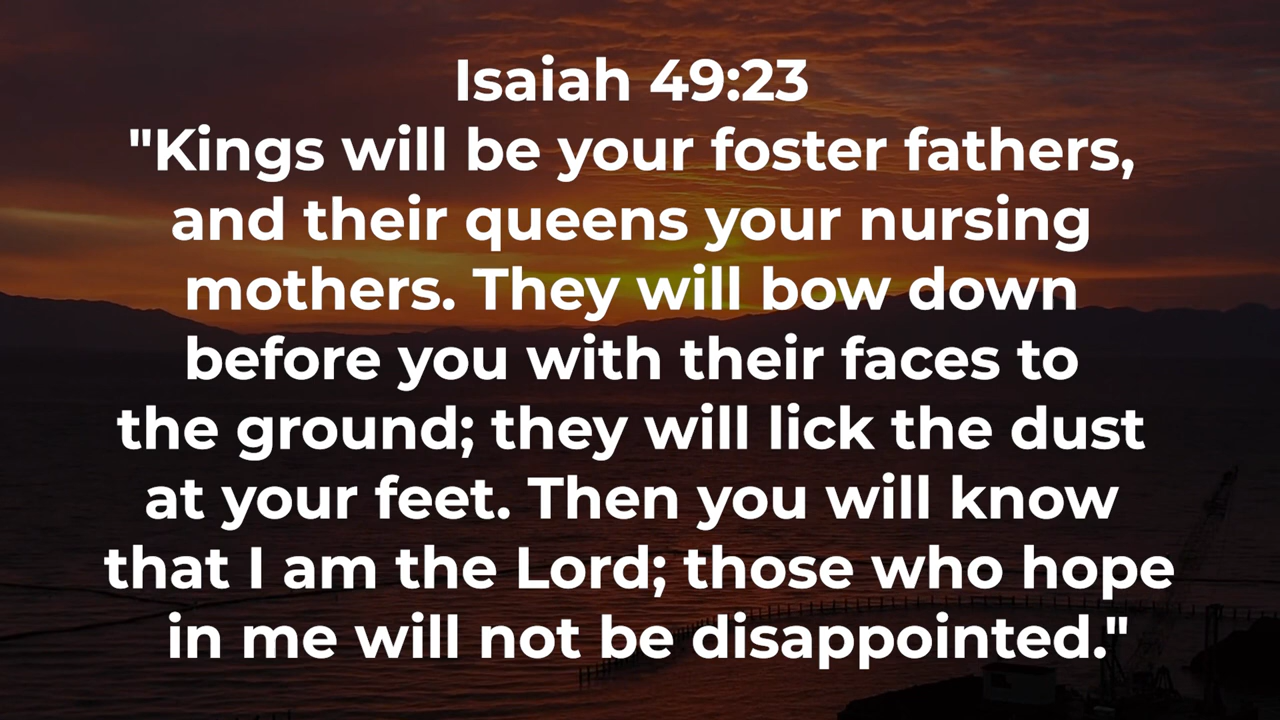 Isaiah 49:23
"Kings will be your foster fathers,
and their queens your nursing
mothers. They will bow down
before you with their faces to
the ground; they will lick the dust
at your feet. Then you will know
that I am the Lord; those who hope
in me will not be disappointed."